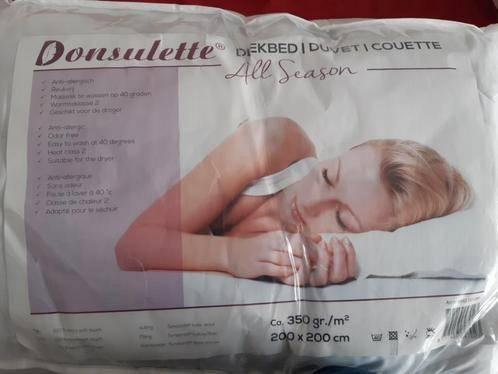 Donsulette® DEKBED | DUVET | COUETTE
All Season
✓ Anti-allergisch
✓ Reukvrij
✓ Makkelijk te wassen op 40 graden
✓ Warmteklasse 2
✓ Geschikt voor de droger
✓ Anti-allergic
✓ Odor free
✓ Easy to wash at 40 degrees
✓ Heat class 2
✓ Suitable for the dryer
✓ Anti-allergique
✓ Sans odeur
✓ Facile à laver à 40 °c
✓ Classe de chaleur 2
✓ Adapté pour le séchoir
Ca. 350 gr./m²
200 x 200 cm